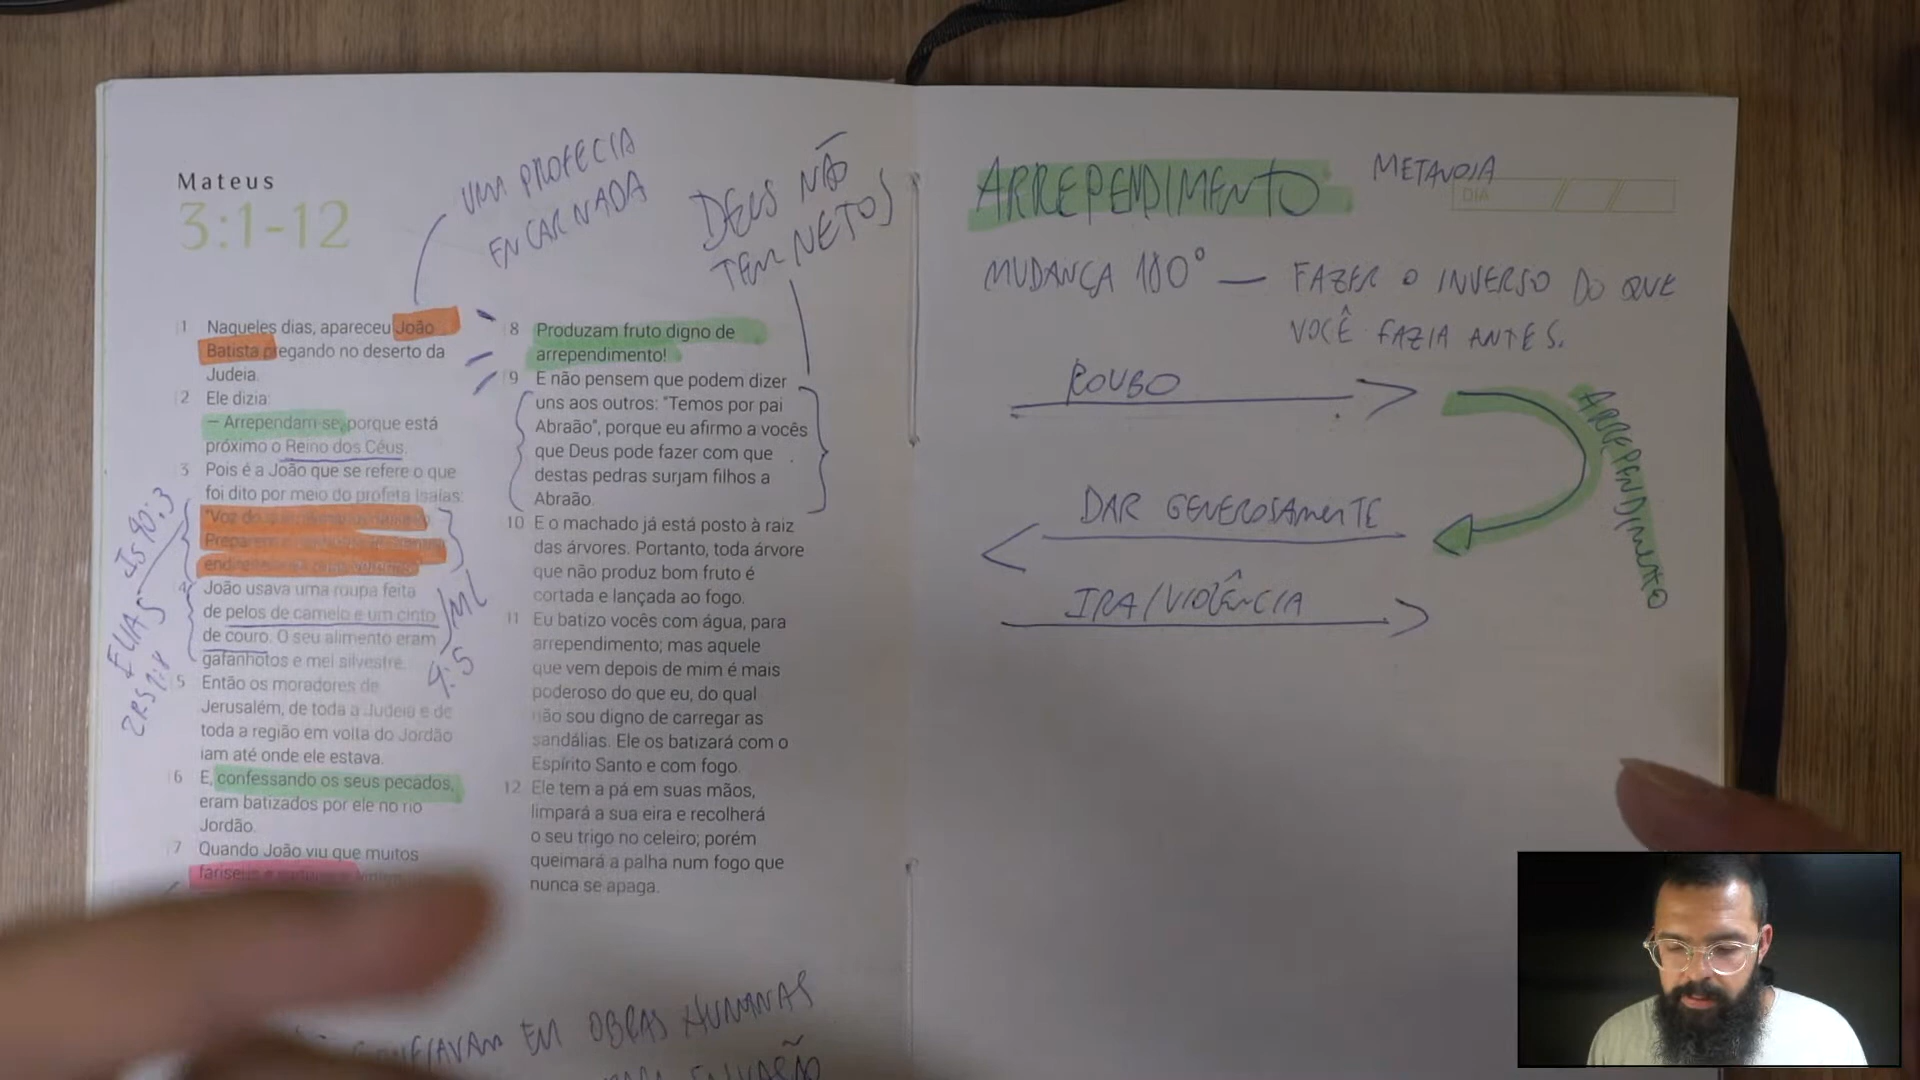 Mateus
3:1-12
UMA PROFECIA
ENCARNADA
DEUS NÃO
TEM NETOS
1 Naqueles dias, apareceu João
Batista pregando no deserto da
Judeia.
2 Ele dizia:
– Arrependam-se, porque está
próximo o Reino dos Céus.
3 Pois é a João que se refere o que
foi dito por meio do profeta Isaías:
"Voz do
Preparem
4 João usava uma roupa feita
de pelos de camelo e um cinto
de couro. O seu alimento eram
gafanhotos e mel silvestre.
5 Então os moradores de
Jerusalém, de toda a Judeia e de
toda a região em volta do Jordão
iam até onde ele estava.
6 E, confessando os seus pecados,
eram batizados por ele no rio
Jordão.
7 Quando João viu que muitos
fariseus e
Is 40:3
ELIAS
2RS 1:8
ML
4:5
8 Produzam fruto digno de
arrependimento!
9 E não pensem que podem dizer
uns aos outros: "Temos por pai
Abraão", porque eu afirmo a vocês
que Deus pode fazer com que
destas pedras surjam filhos a
Abraão.
10 E o machado já está posto à raiz
das árvores. Portanto, toda árvore
que não produz bom fruto é
cortada e lançada ao fogo.
11 Eu batizo vocês com água, para
arrependimento; mas aquele
que vem depois de mim é mais
poderoso do que eu, do qual
não sou digno de carregar as
sandálias. Ele os batizará com o
Espírito Santo e com fogo.
12 Ele tem a pá em suas mãos,
limpará a sua eira e recolherá
o seu trigo no celeiro; porém
queimará a palha num fogo que
nunca se apaga.
EM OBRAS HUMANAS
SALVAÇÃO
ARREPENDIMENTO
METANOIA
DIA
MUDANÇA 180° — FAZER O INVERSO DO QUE
VOCÊ FAZIA ANTES.
ROUBO
ARREPENDIMENTO
DAR GENEROSAMENTE
IRA/VIOLÊNCIA